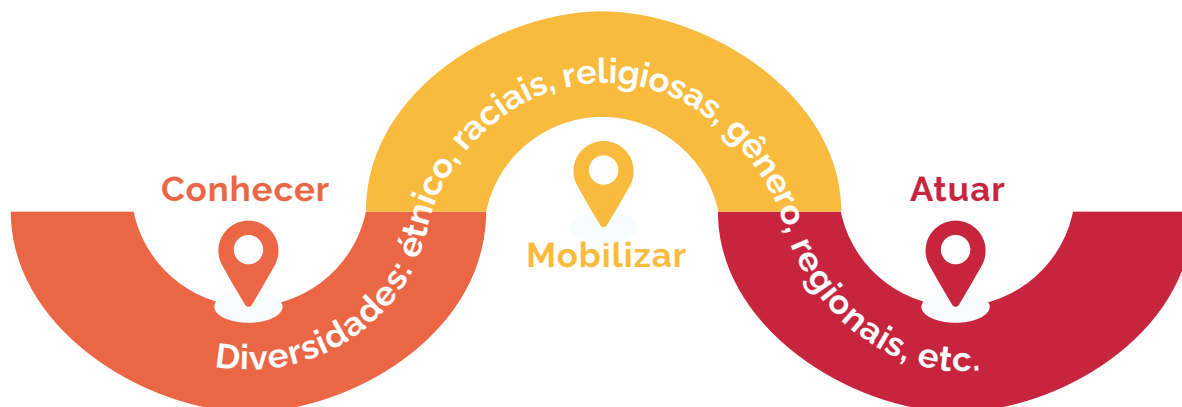 Conhecer
Mobilizar
Atuar
Diversidades: étnico, raciais, religiosas, gênero, regionais, etc.